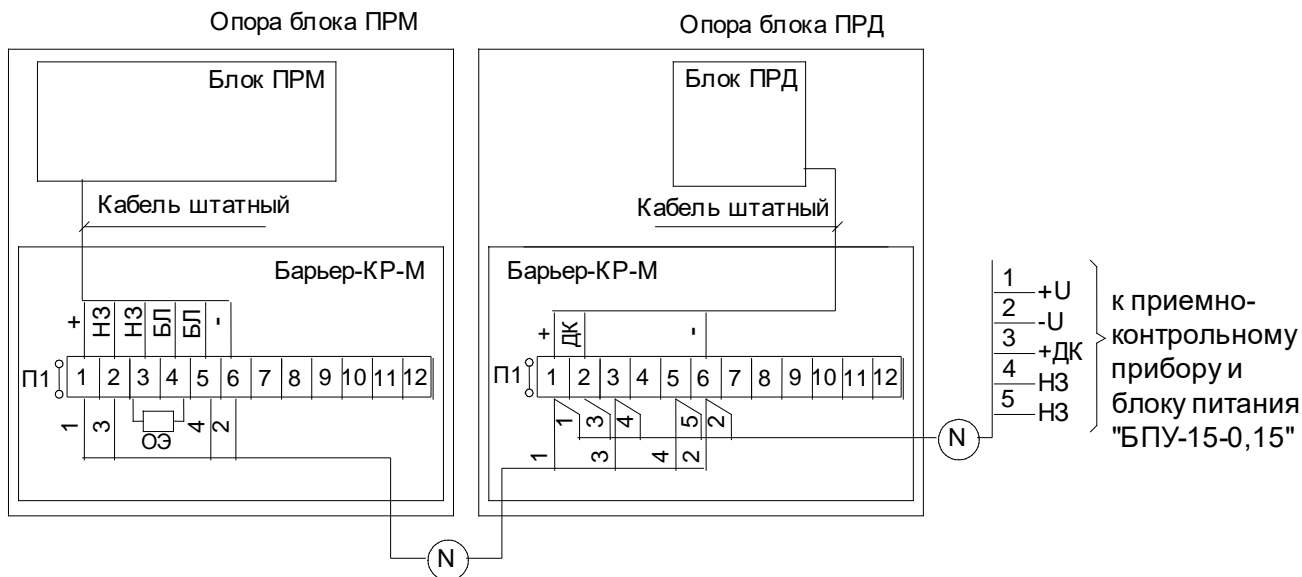 Опора блока ПРМ
Опора блока ПРД
Блок ПРМ
Блок ПРД
Кабель штатный
Кабель штатный
Барьер-КР-М
Барьер-КР-М
+ НЗ НЗ БЛ БЛ -
+ ДК -
П1 1 2 3 4 5 6 7 8 9 10 11 12
П1 1 2 3 4 5 6 7 8 9 10 11 12
1 3 ОЭ 4 2
1 3 4 5 2
1 3 4 2
N
N
1 +U
2 -U
3 +ДК
4 НЗ
5 НЗ
к приемно-
контрольному
прибору и
блоку питания
"БПУ-15-0,15"